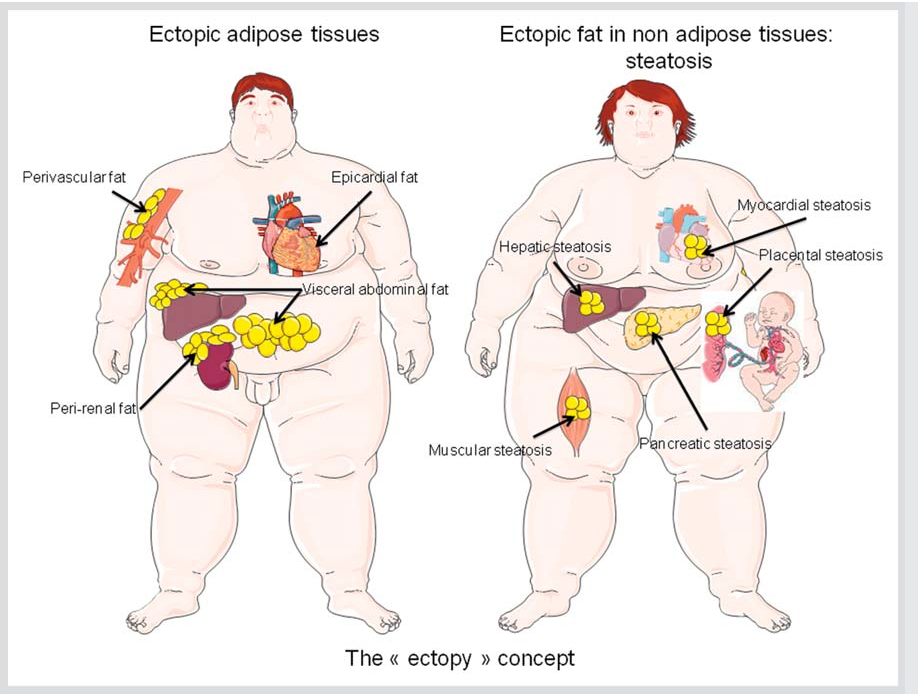 Ectopic adipose tissues
Ectopic fat in non adipose tissues:
steatosis
Perivascular fat
Epicardial fat
Visceral abdominal fat
Peri-renal fat
Myocardial steatosis
Hepatic steatosis
Placental steatosis
Muscular steatosis
Pancreatic steatosis
The « ectopy » concept